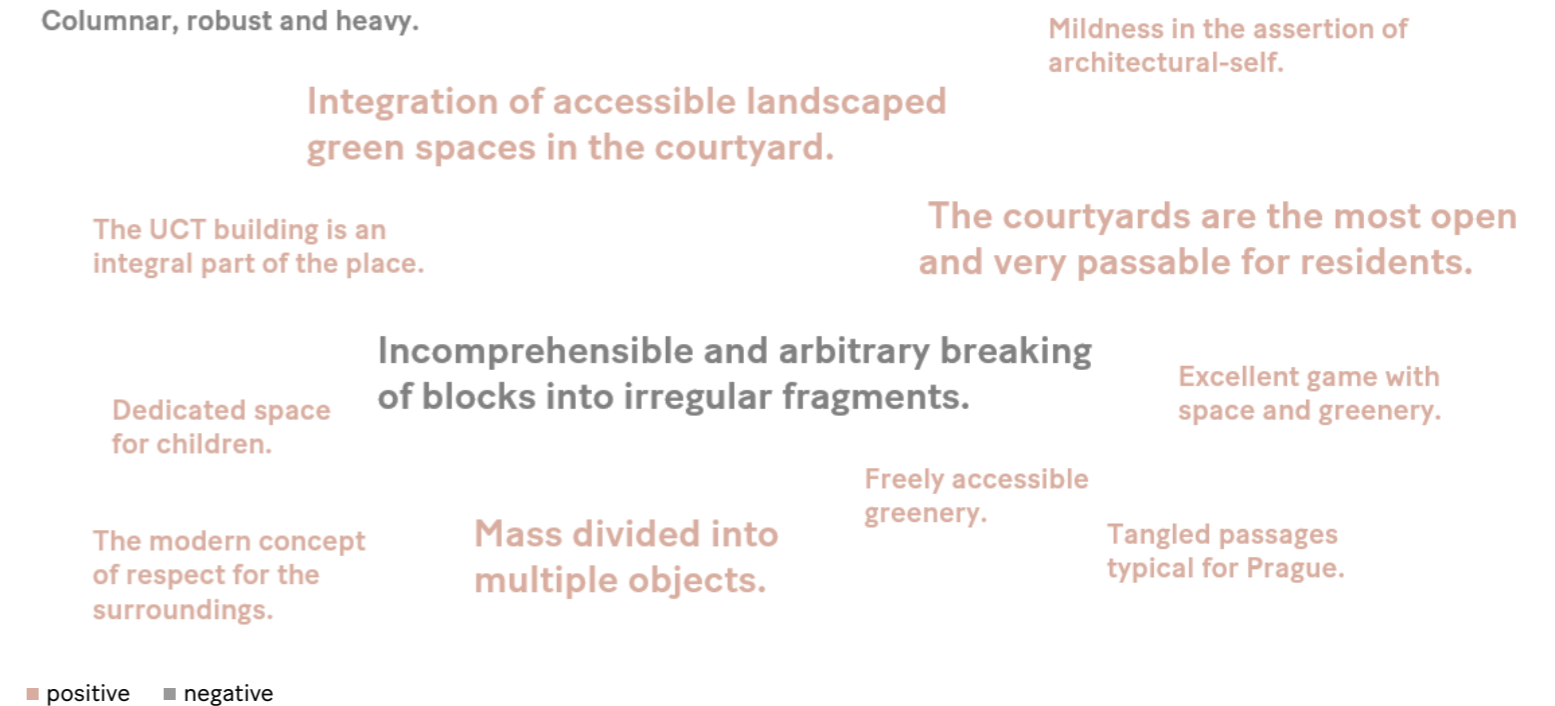 Columnar, robust and heavy.
Mildness in the assertion of
architectural-self.
Integration of accessible landscaped
green spaces in the courtyard.
The UCT building is an
integral part of the place.
The courtyards are the most open
and very passable for residents.
Incomprehensible and arbitrary breaking
of blocks into irregular fragments.
Excellent game with
space and greenery.
Dedicated space
for children.
Freely accessible
greenery.
The modern concept
of respect for the
surroundings.
Mass divided into
multiple objects.
Tangled passages
typical for Prague.
positive negative